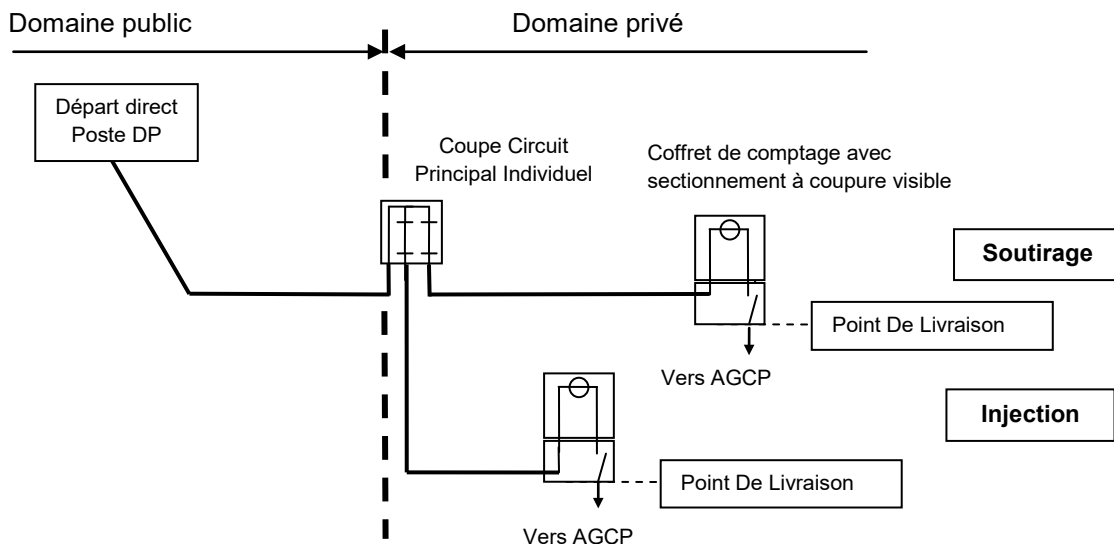 Domaine public
Domaine privé
Départ direct
Poste DP
Coupe Circuit
Principal Individuel
Coffret de comptage avec
sectionnement à coupure visible
Soutirage
Point De Livraison
Vers AGCP
Injection
Point De Livraison
Vers AGCP